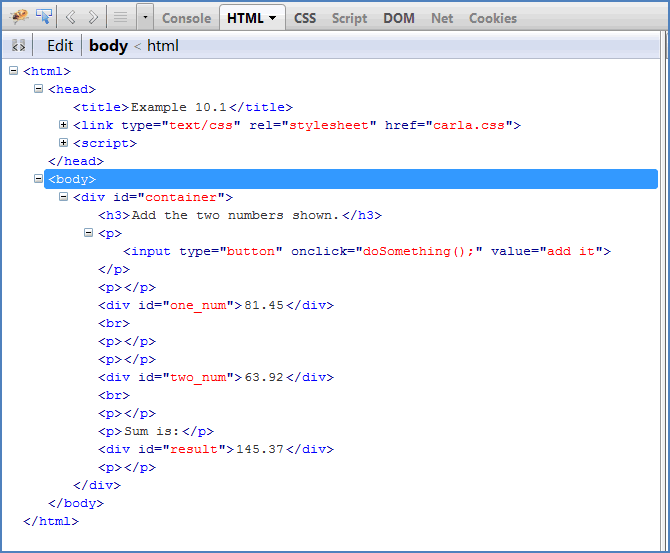 Console HTML CSS Script DOM Net Cookies
Edit body < html
<html>
<head>
<title>Example 10.1</title>
<link type="text/css" rel="stylesheet" href="carla.css">
<script>
</head>
<body>
<div id="container">
<h3>Add the two numbers shown.</h3>
<p>
<input type="button" onclick="doSomething();" value="add it">
</p>
<p></p>
<div id="one_num">81.45</div>
<br>
<p></p>
<p></p>
<div id="two_num">63.92</div>
<br>
<p></p>
<p>Sum is:</p>
<div id="result">145.37</div>
<p></p>
</div>
</body>
</html>